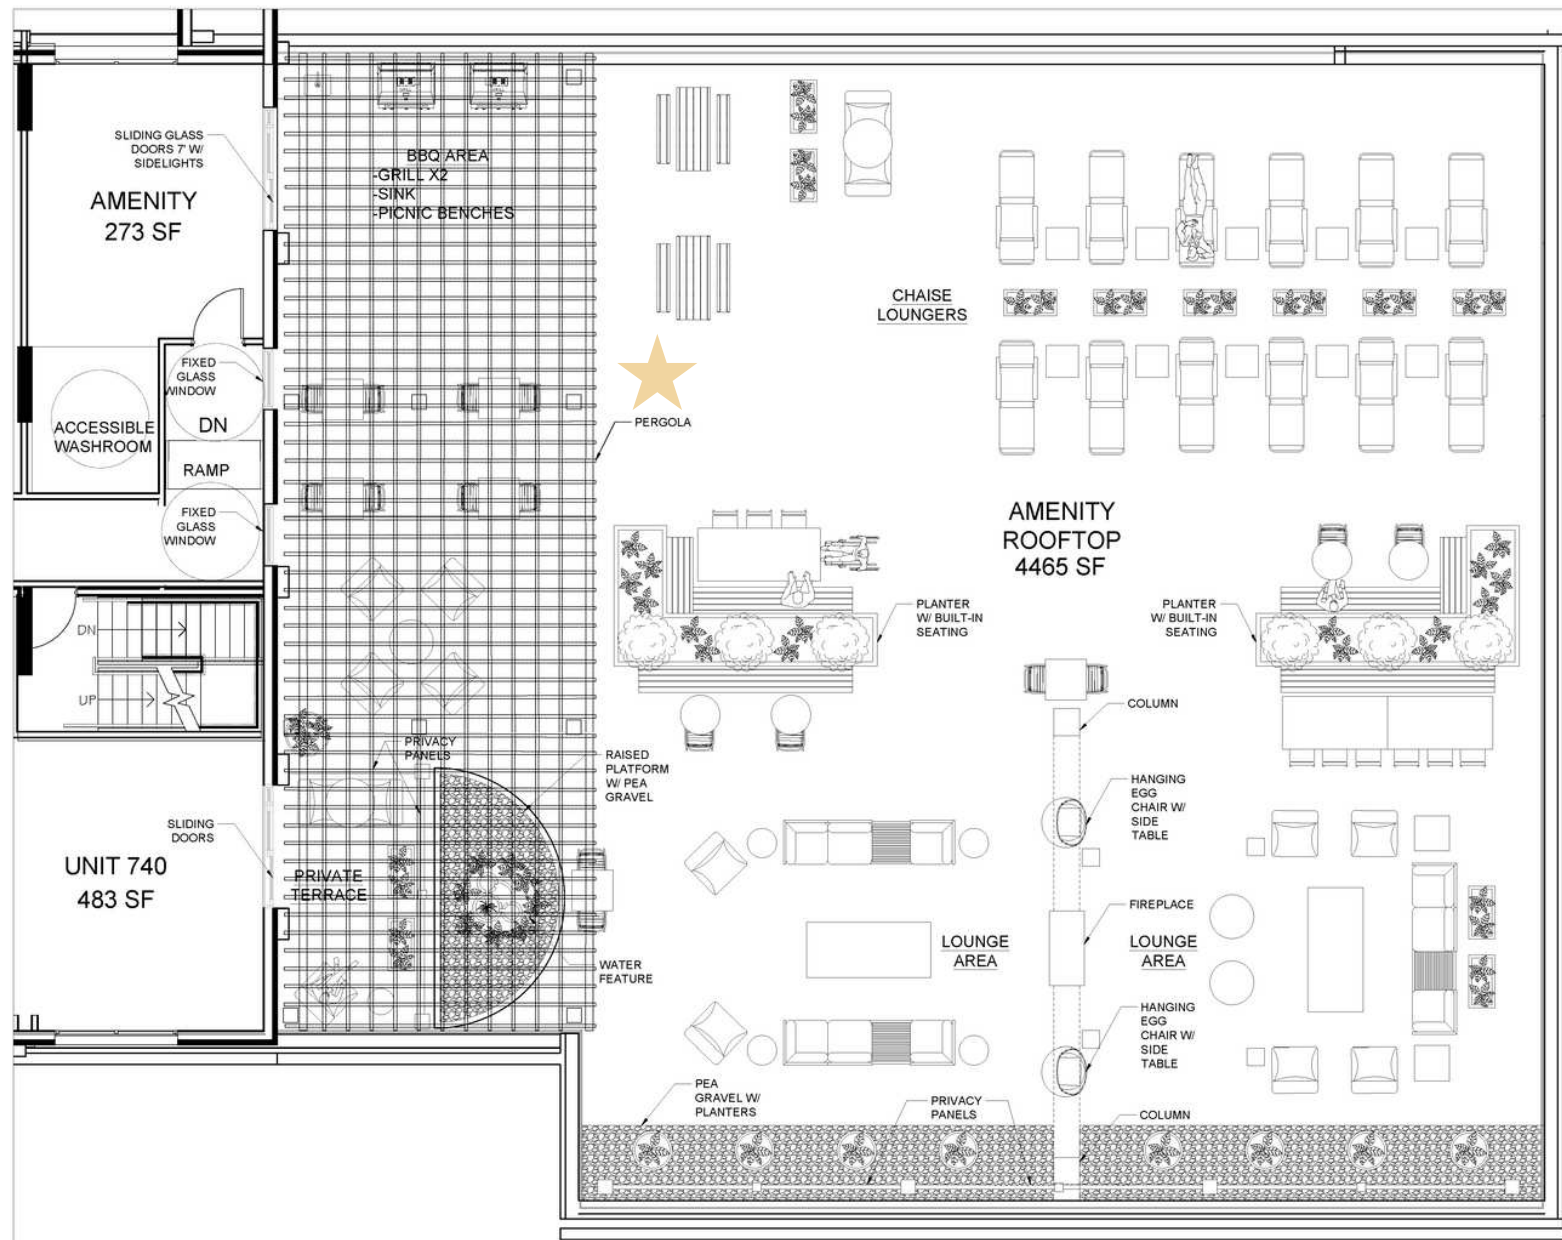 SLIDING GLASS
DOORS 7' W/
SIDELIGHTS
AMENITY
273 SF
BBQ AREA
-GRILL X2
-SINK
-PICNIC BENCHES
CHAISE
LOUNGERS
FIXED
GLASS
WINDOW
ACCESSIBLE
WASHROOM
DN
RAMP
PERGOLA
FIXED
GLASS
WINDOW
AMENITY
ROOFTOP
4465 SF
DN
UP
PLANTER
W/ BUILT-IN
SEATING
PLANTER
W/ BUILT-IN
SEATING
COLUMN
PRIVACY
PANELS
RAISED
PLATFORM
W/ PEA
GRAVEL
HANGING
EGG
CHAIR W/
SIDE
TABLE
SLIDING
DOORS
UNIT 740
483 SF
PRIVATE
TERRACE
FIREPLACE
LOUNGE
AREA
LOUNGE
AREA
WATER
FEATURE
HANGING
EGG
CHAIR W/
SIDE
TABLE
PEA
GRAVEL W/
PLANTERS
PRIVACY
PANELS
COLUMN